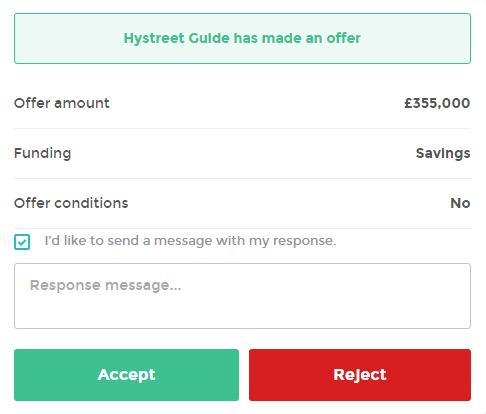 Hystreet Guide has made an offer
Offer amount £355,000
Funding Savings
Offer conditions No
I'd like to send a message with my response.
Response message...
Accept Reject